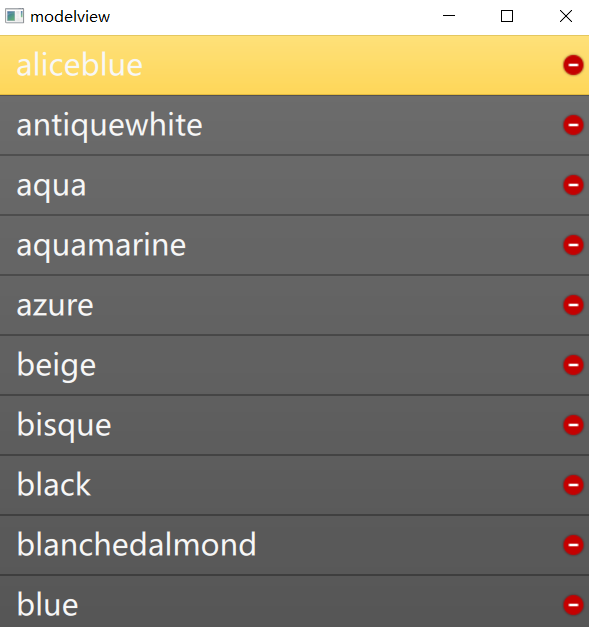 modelview
aliceblue
antiquewhite
aqua
aquamarine
azure
beige
bisque
black
blanchedalmond
blue